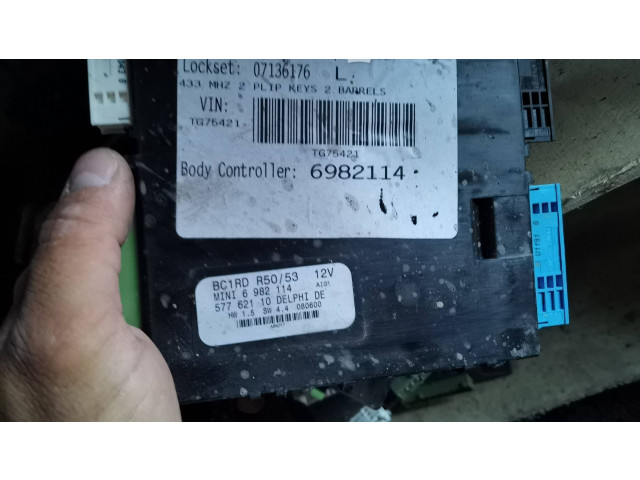 Lockset: 07136176 L.
433 MHZ 2 PLIP KEYS 2 BARRELS
VIN:
TG75421
TG75421
Body Controller: 6982114
BC1RD R50/53 12V
MINI 6 982 114
577 621 10 DELPHI DE
HW 1.5 SW 4.4 080600